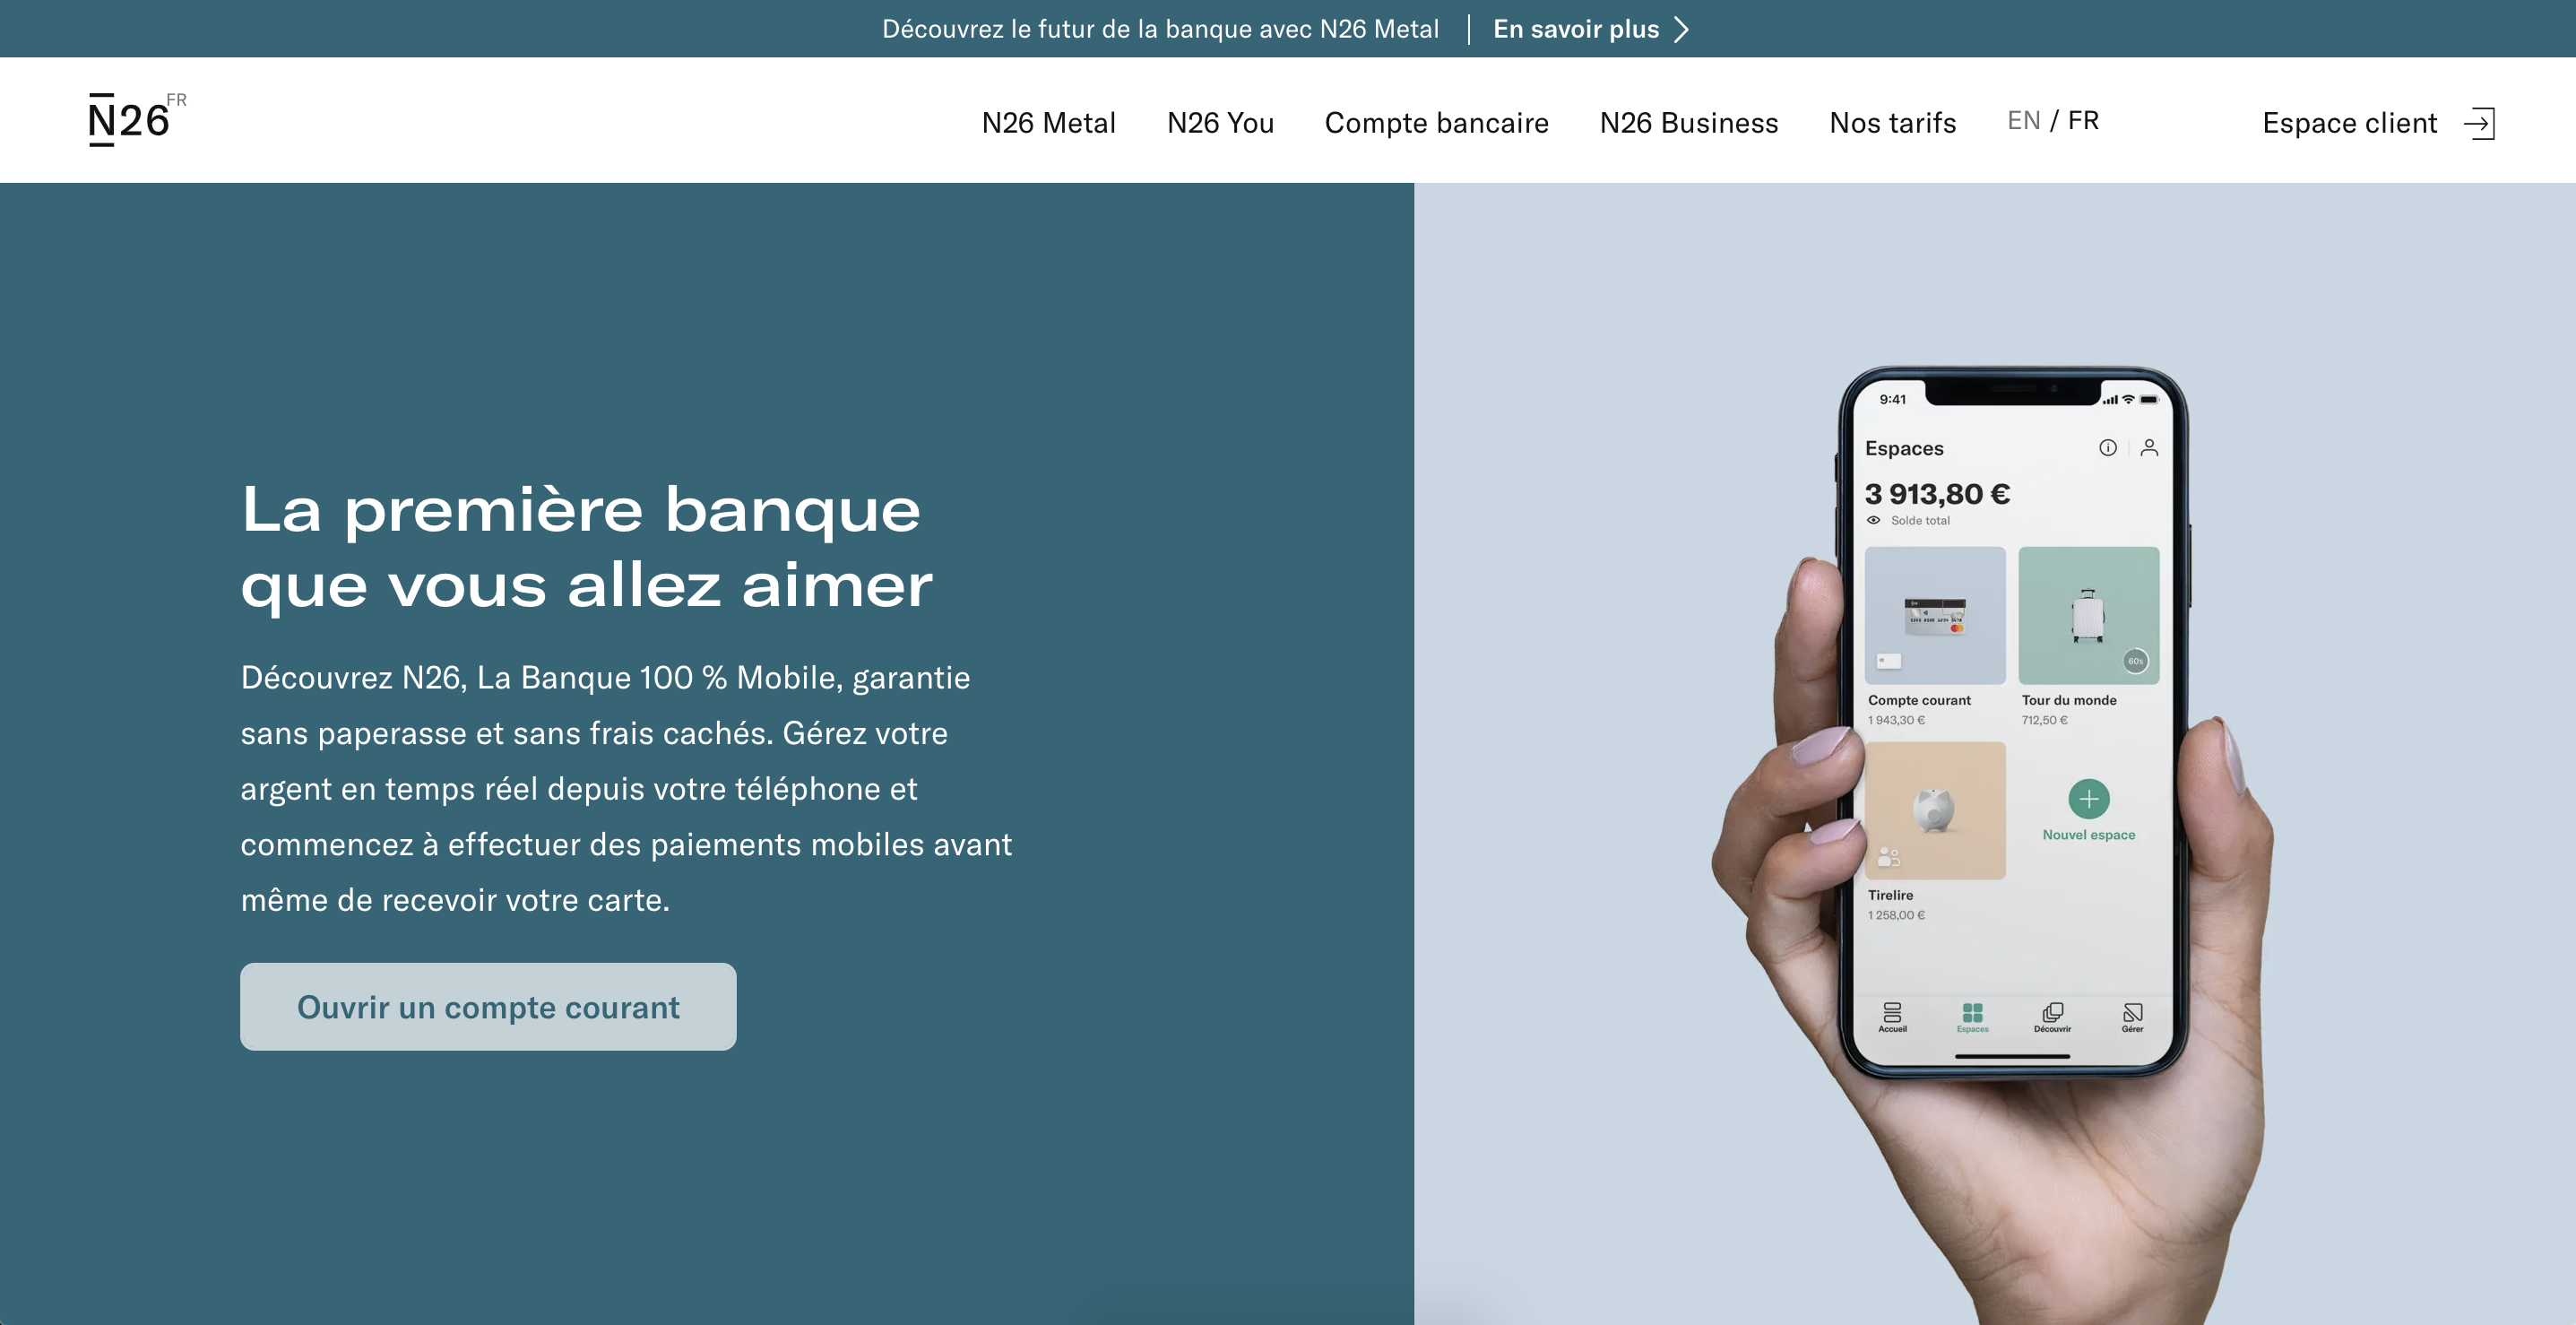 Découvrez le futur de la banque avec N26 Metal | En savoir plus
N26 FR
N26 Metal N26 You Compte bancaire N26 Business Nos tarifs EN / FR Espace client
La première banque
que vous allez aimer
Découvrez N26, La Banque 100 % Mobile, garantie
sans paperasse et sans frais cachés. Gérez votre
argent en temps réel depuis votre téléphone et
commencez à effectuer des paiements mobiles avant
même de recevoir votre carte.
Ouvrir un compte courant
9:41
Espaces
3 913,80 €
Solde total
60s
Compte courant Tour du monde
1 943,30 € 712,50 €
Nouvel espace
Tirelire
1 258,00 €
Accueil Espaces Découvrir Gérer